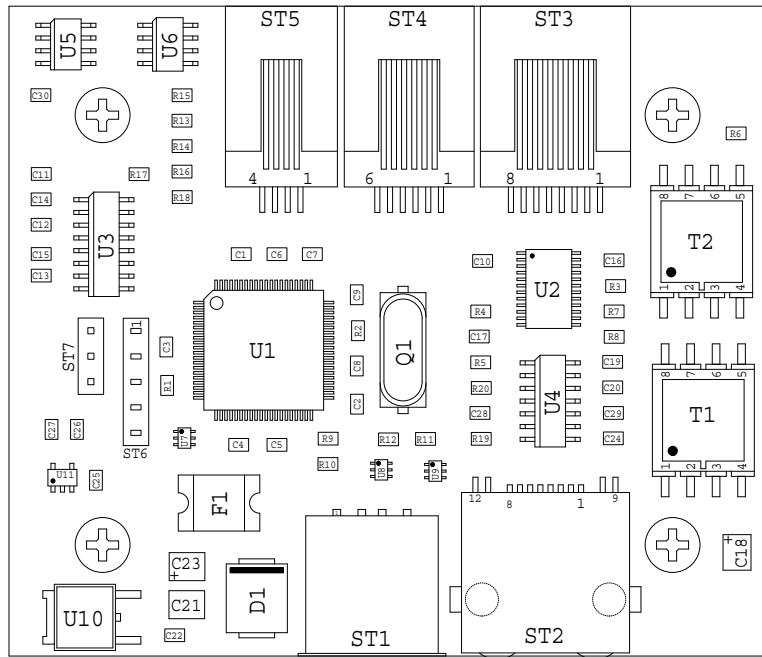 ST5 ST4 ST3
U5 U6
C30 R15
R13
R6
R14
C11 R17 R16
4 1 6 1 8 1
C14 R18
8 7 6 5
C12
U3
T2
C15 C1 C6 C7
C10 C16
C13
U2
R3
C9
1 2 3 4
R4 R7
1
R2
C17 R8
C3
ST7
U1
Q1
C8
R5 C19
8 7 6 5
R1
R20 C20
C2
U4
C28 C29
T1
C27 C26
U7
R9 R12 R11
R19 C24
C4 C5
ST6
R10
U8 U9
1 2 3 4
U11 C25
12 8 1 9
F1
1
C18
+
C23
+
C21
D1
U10
C22
ST1 ST2